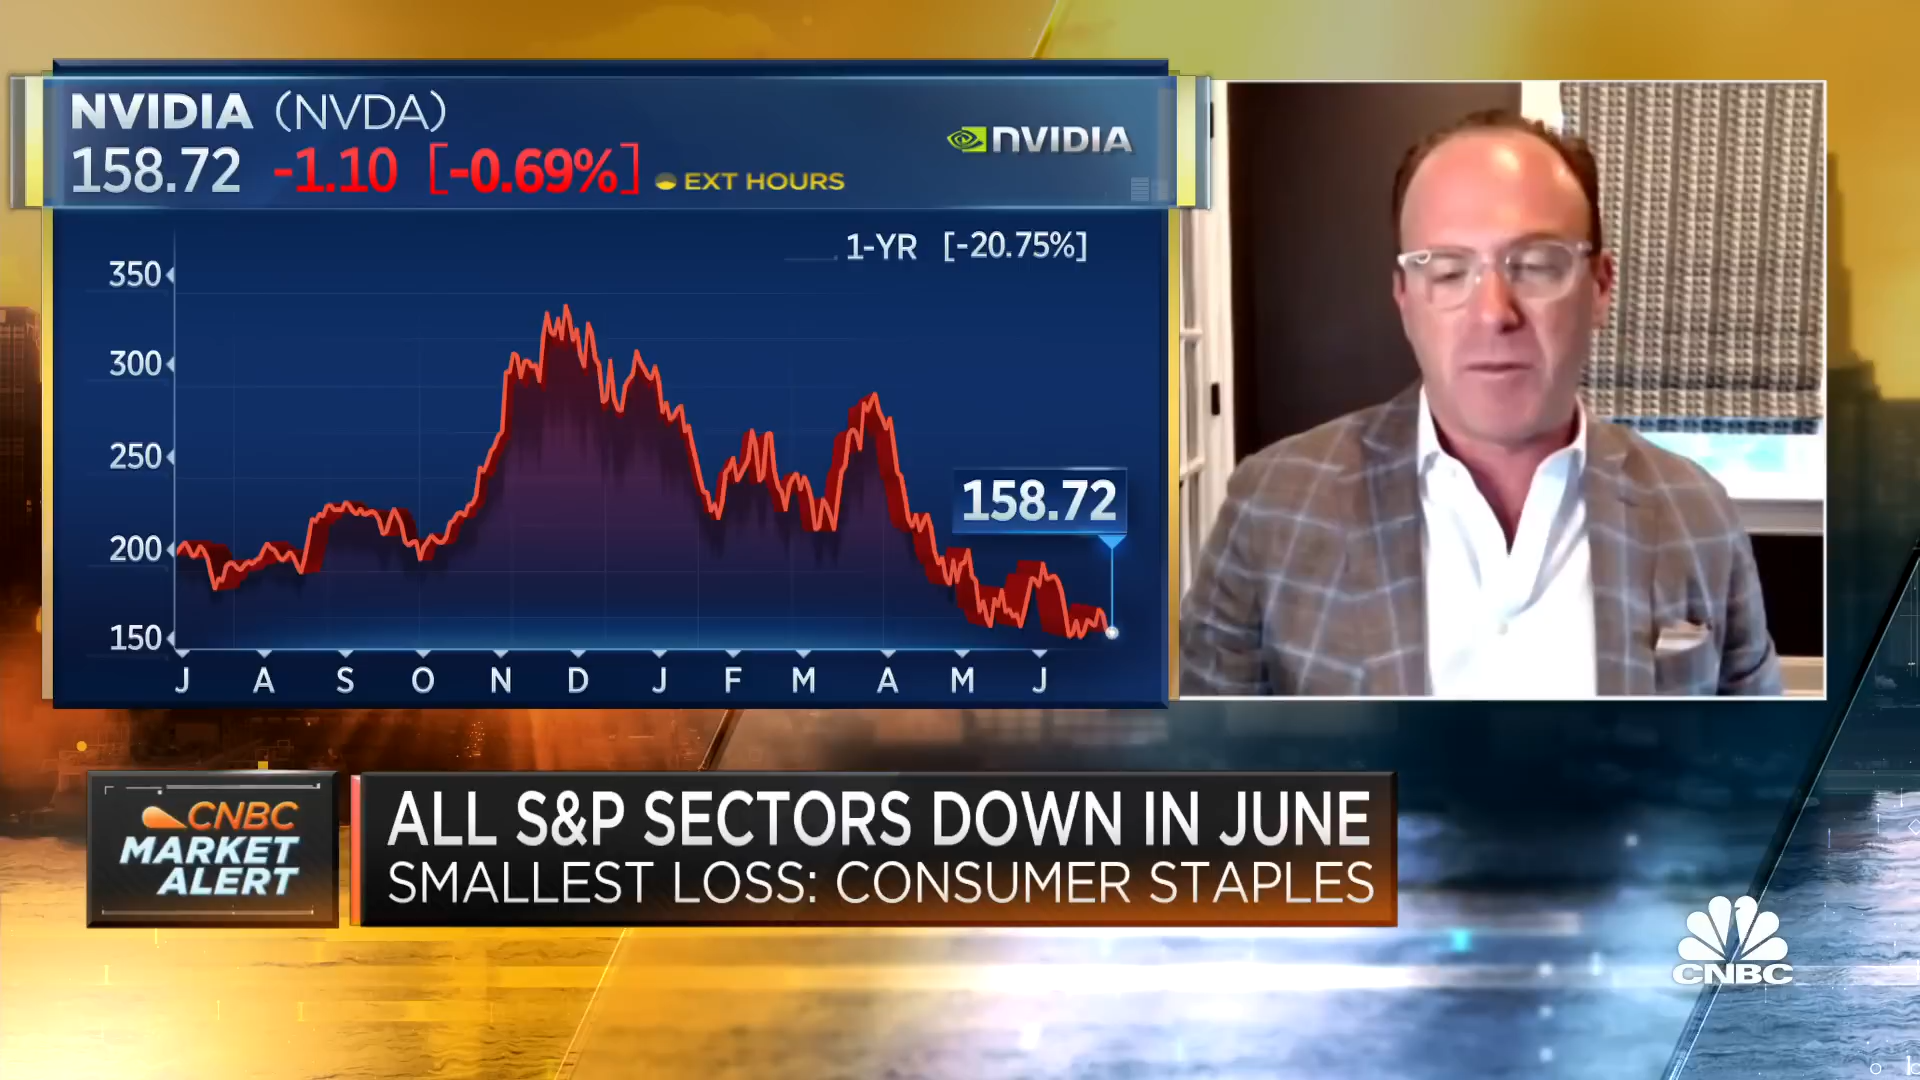 NVIDIA (NVDA)
158.72 -1.10 [-0.69%] EXT HOURS
NVIDIA
1-YR [-20.75%]
350
300
250
200
150
158.72
J A S O N D J F M A M J
CNBC
MARKET
ALERT
ALL S&P SECTORS DOWN IN JUNE
SMALLEST LOSS: CONSUMER STAPLES
CNBC